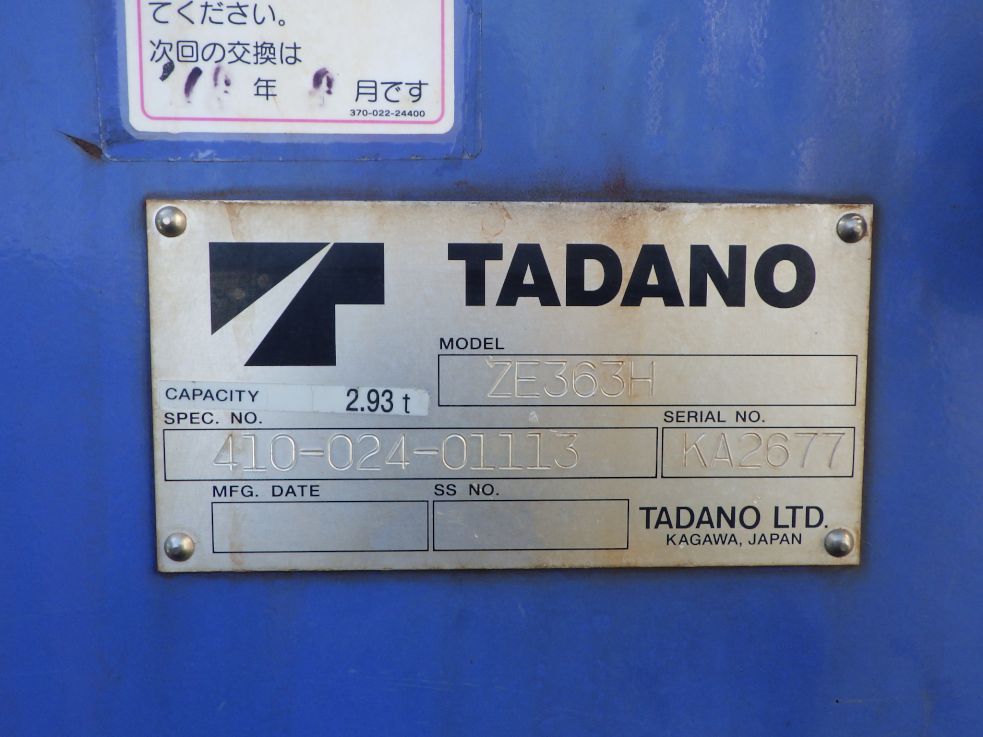 てください。
次回の交換は
年 月です
370-022-24400
TADANO
MODEL
ZE363H
CAPACITY 2.93 t
SPEC. NO.
410-024-01113
SERIAL NO.
KA2677
MFG. DATE
SS NO.
TADANO LTD.
KAGAWA, JAPAN